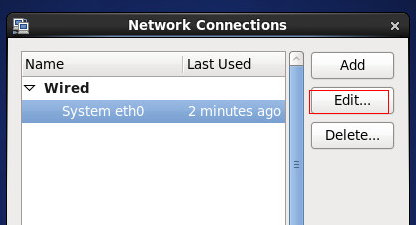 Network Connections
Name Last Used Add
Wired
Edit...
System eth0 2 minutes ago
Delete...